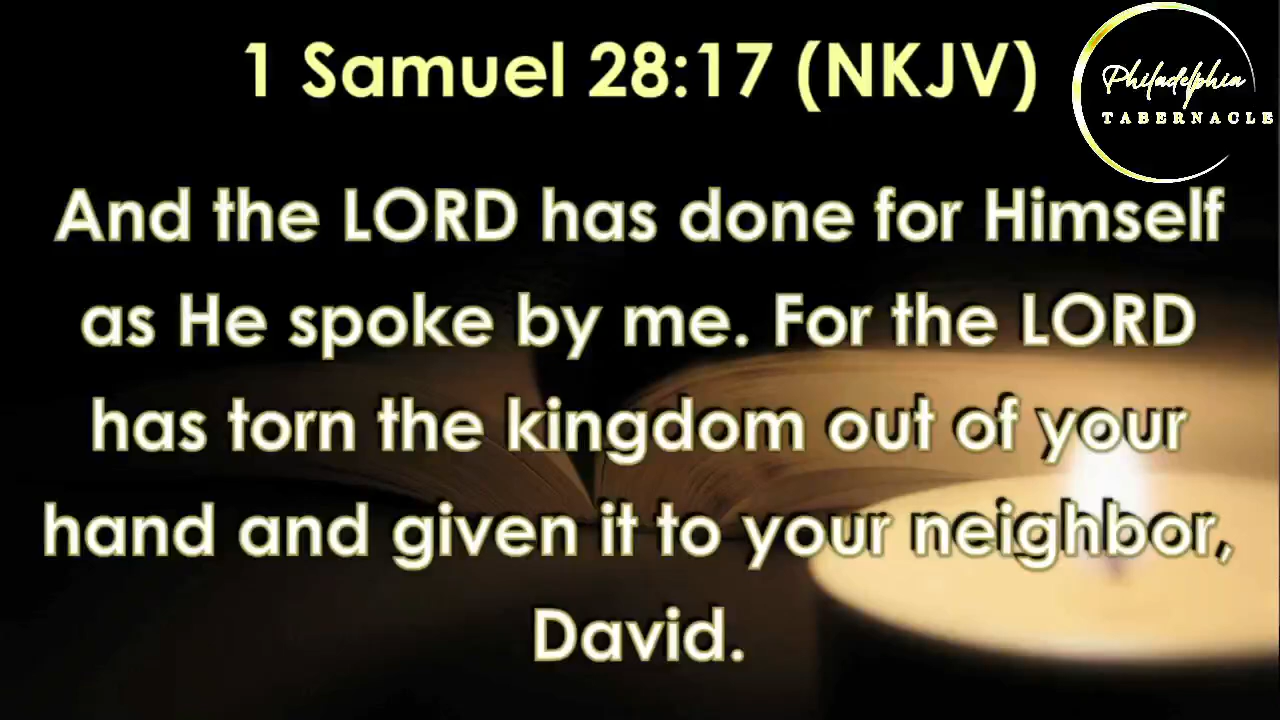 1 Samuel 28:17 (NKJV)
Philadelphia
TABERNACLE
And the LORD has done for Himself
as He spoke by me. For the LORD
has torn the kingdom out of your
hand and given it to your neighbor,
David.